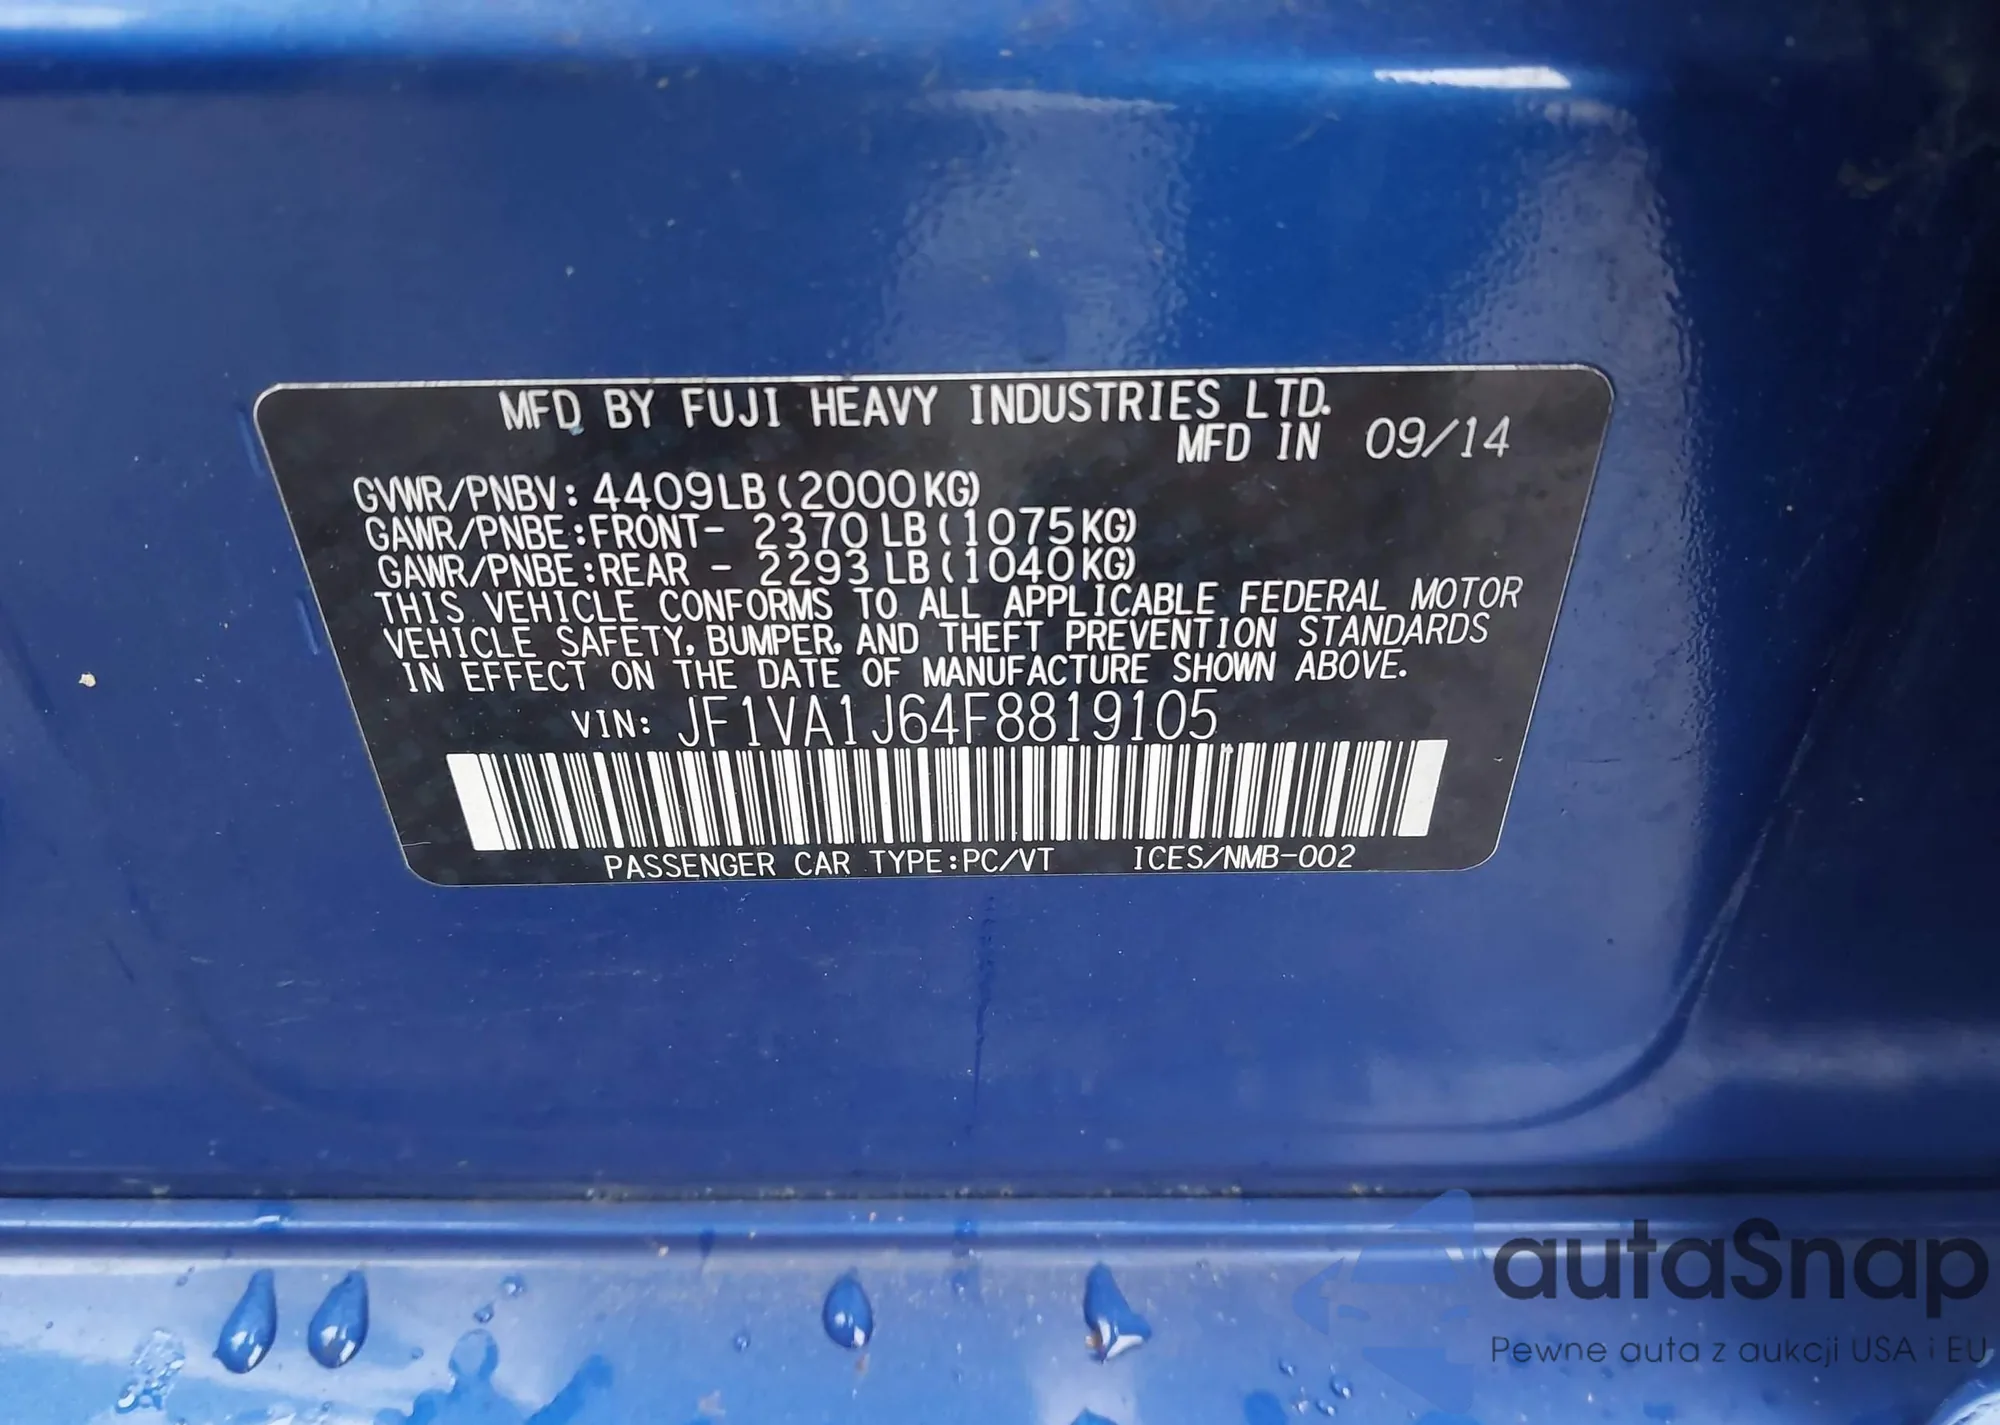 MFD BY FUJI HEAVY INDUSTRIES LTD.
MFD IN 09/14
GVWR/PNBV: 4409LB (2000KG)
GAWR/PNBE:FRONT- 2370 LB (1075KG)
GAWR/PNBE:REAR - 2293 LB (1040KG)
THIS VEHICLE CONFORMS TO ALL APPLICABLE FEDERAL MOTOR
VEHICLE SAFETY, BUMPER, AND THEFT PREVENTION STANDARDS
IN EFFECT ON THE DATE OF MANUFACTURE SHOWN ABOVE.
VIN: JF1VA1J64F8819105
PASSENGER CAR TYPE:PC/VT ICES/NMB-002
autaSnap
Pewne auta z aukcji USA i EU